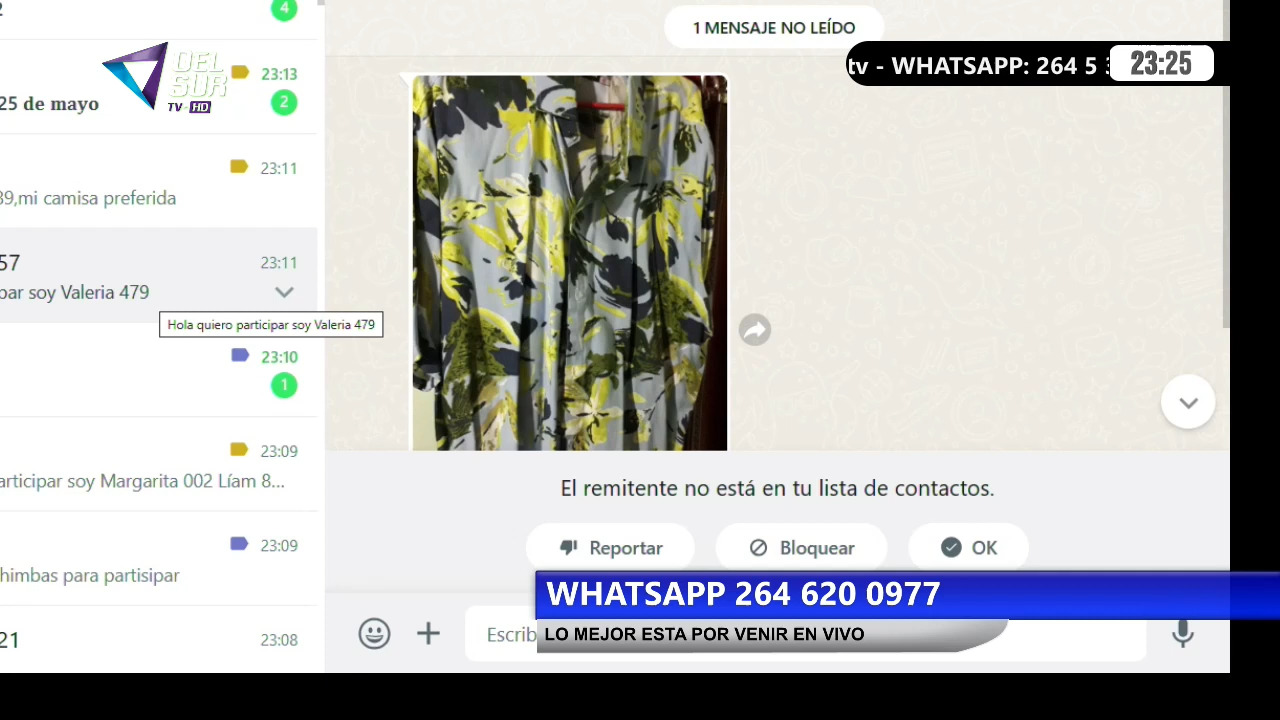 4
1 MENSAJE NO LEÍDO
DEL SUR
TV - HD
23:13
25 de mayo
2
tv - WHATSAPP: 264 5
23:25
23:11
39,mi camisa preferida
57
23:11
par soy Valeria 479
Hola quiero participar soy Valeria 479
23:10
1
23:09
articipar soy Margarita 002 Líam 8...
23:09
himbas para partisipar
21
23:08
El remitente no está en tu lista de contactos.
Reportar
Bloquear
OK
WHATSAPP 264 620 0977
Escrib
LO MEJOR ESTA POR VENIR EN VIVO